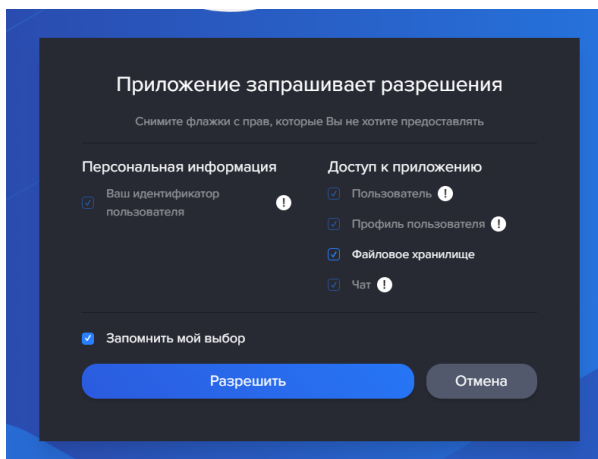 Приложение запрашивает разрешения
Снимите флажки с прав, которые Вы не хотите предоставлять
Персональная информация
Ваш идентификатор
пользователя
Доступ к приложению
Пользователь
Профиль пользователя
Файловое хранилище
Чат
Запомнить мой выбор
Разрешить
Отмена